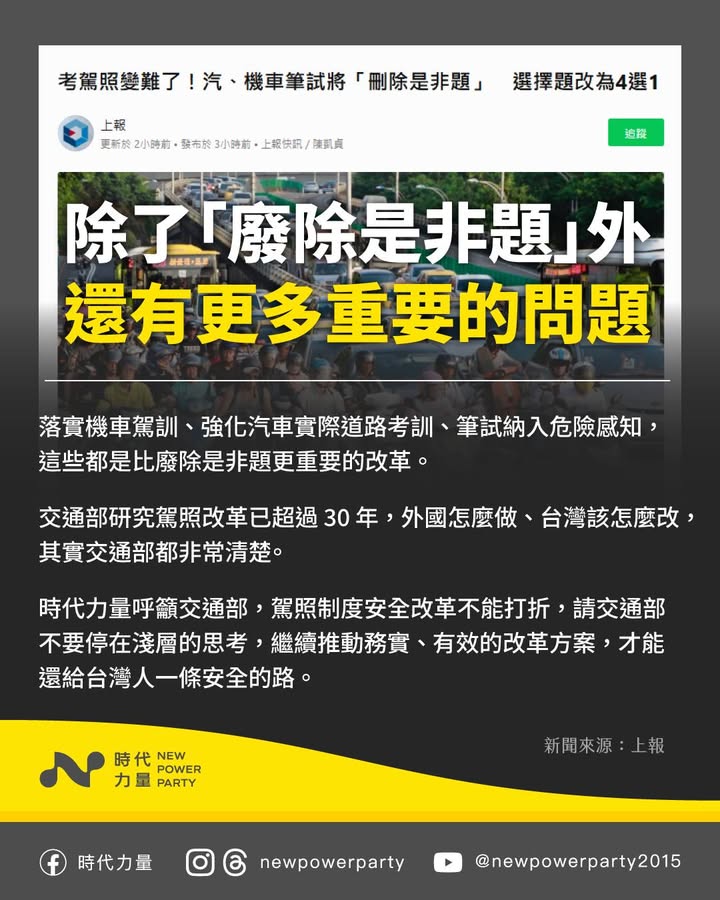 考駕照變難了！汽、機車筆試將「刪除是非題」 選擇題改為4選1
上報
更新於 2小時前 • 發布於 3小時前 • 上報快訊 / 陳凱貞
追蹤
除了「廢除是非題」外
還有更多重要的問題
落實機車駕訓、強化汽車實際道路考訓、筆試納入危險感知，
這些都是比廢除是非題更重要的改革。
交通部研究駕照改革已超過 30 年，外國怎麼做、台灣該怎麼改，
其實交通部都非常清楚。
時代力量呼籲交通部，駕照制度安全改革不能打折，請交通部
不要停在淺層的思考，繼續推動務實、有效的改革方案，才能
還給台灣人一條安全的路。
新聞來源：上報
時代力量
NEW POWER PARTY
時代力量
newpowerparty
@newpowerparty2015